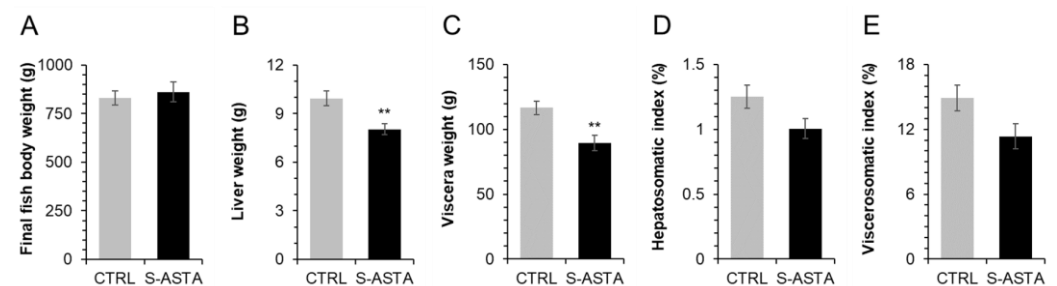 A
Final fish body weight (g)
1000
750
500
250
0
CTRL S-ASTA
B
Liver weight (g)
12
9
6
3
0
**
CTRL S-ASTA
C
Viscera weight (g)
150
100
50
0
**
CTRL S-ASTA
D
Hepatosomatic index (%)
1.5
1
0.5
0
CTRL S-ASTA
E
Viscerosomatic index (%)
18
12
6
0
CTRL S-ASTA